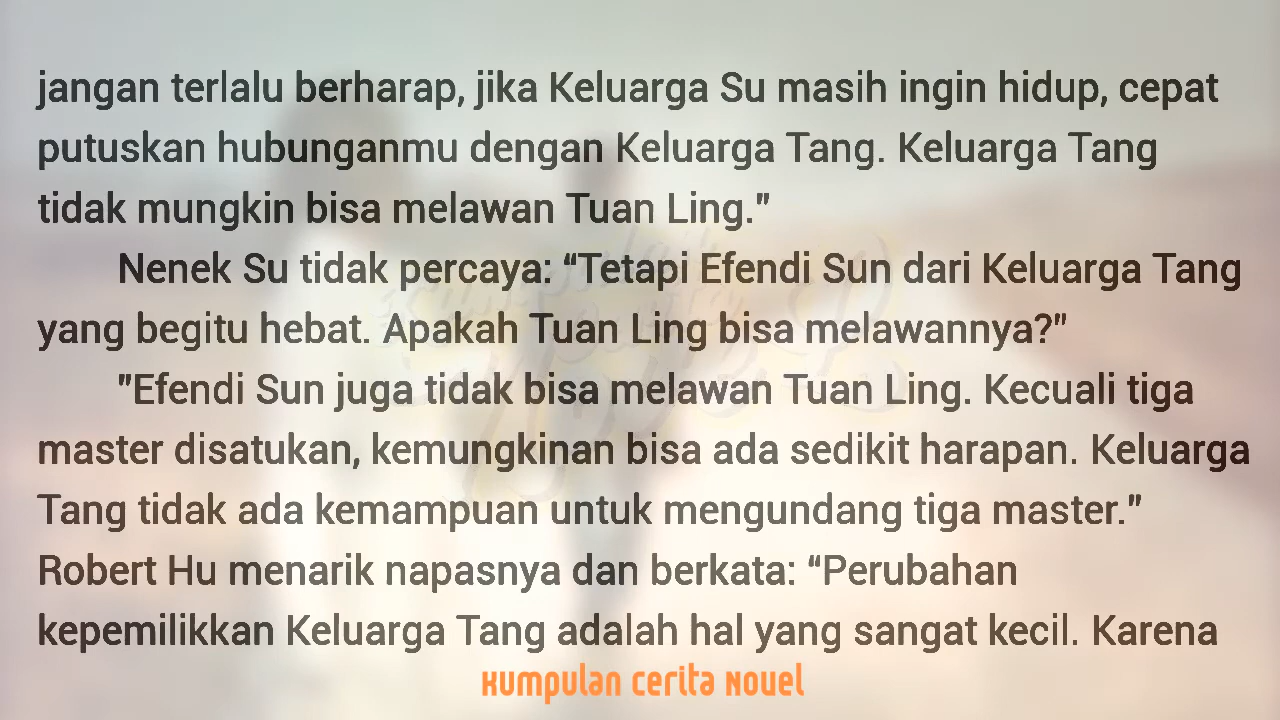 jangan terlalu berharap, jika Keluarga Su masih ingin hidup, cepat
putuskan hubunganmu dengan Keluarga Tang. Keluarga Tang
tidak mungkin bisa melawan Tuan Ling."
Nenek Su tidak percaya: “Tetapi Efendi Sun dari Keluarga Tang
yang begitu hebat. Apakah Tuan Ling bisa melawannya?"
"Efendi Sun juga tidak bisa melawan Tuan Ling. Kecuali tiga
master disatukan, kemungkinan bisa ada sedikit harapan. Keluarga
Tang tidak ada kemampuan untuk mengundang tiga master."
Robert Hu menarik napasnya dan berkata: “Perubahan
kepemilikkan Keluarga Tang adalah hal yang sangat kecil. Karena
Kumpulan Cerita Novel